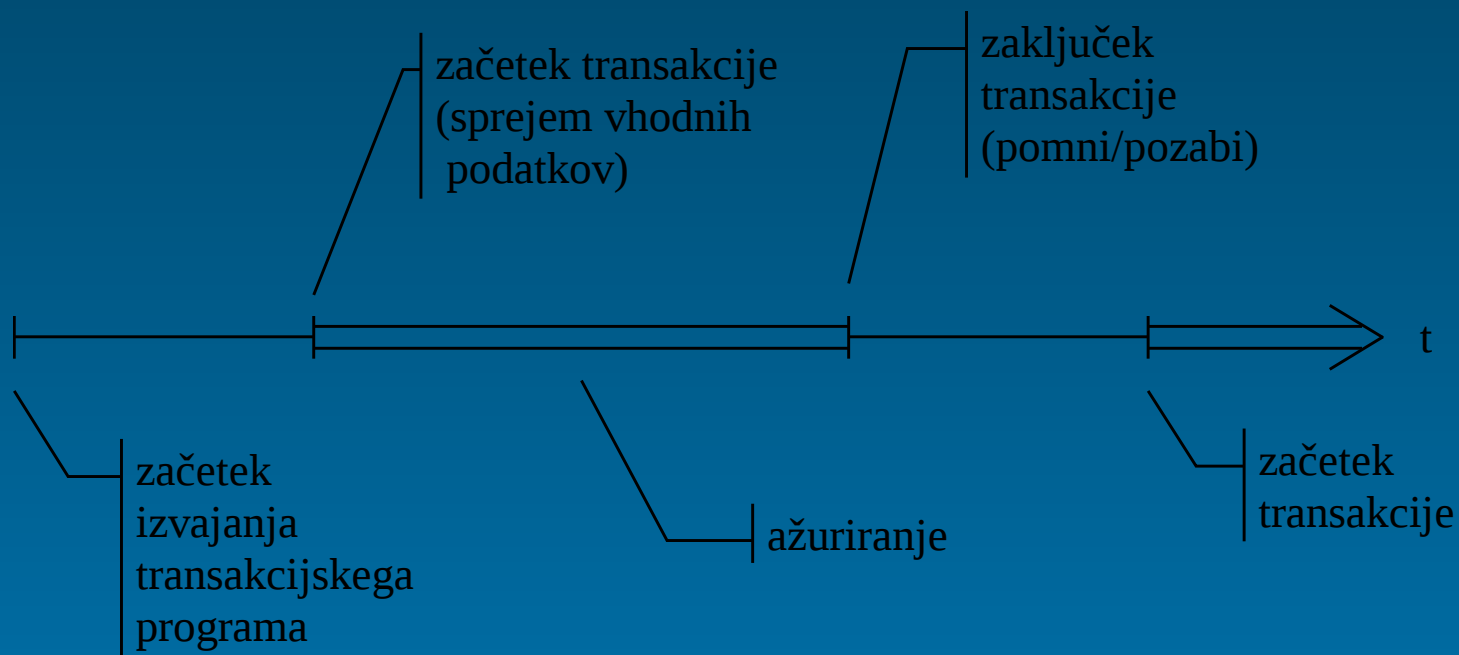 začetek transakcije
(sprejem vhodnih
podatkov)
zaključek
transakcije
(pomni/pozabi)
t
začetek
izvajanja
transakcijskega
programa
ažuriranje
začetek
transakcije